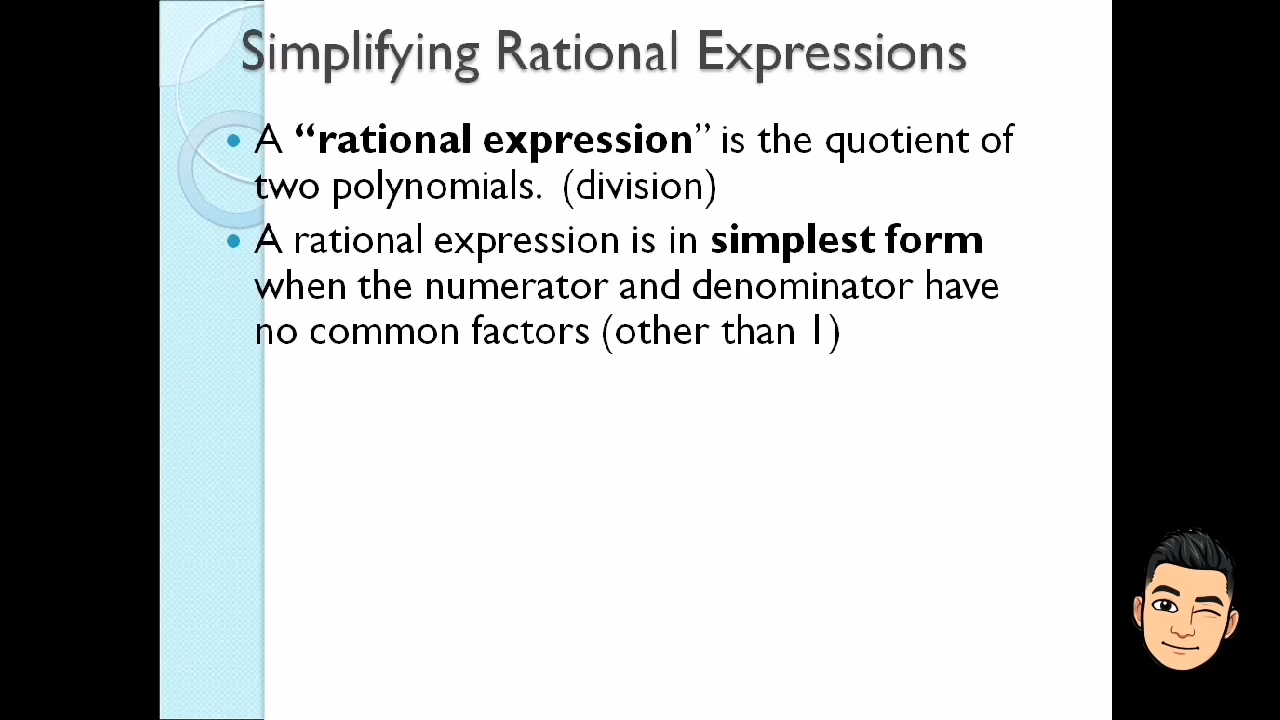 Simplifying Rational Expressions
• A “rational expression” is the quotient of
two polynomials. (division)
• A rational expression is in simplest form
when the numerator and denominator have
no common factors (other than 1)